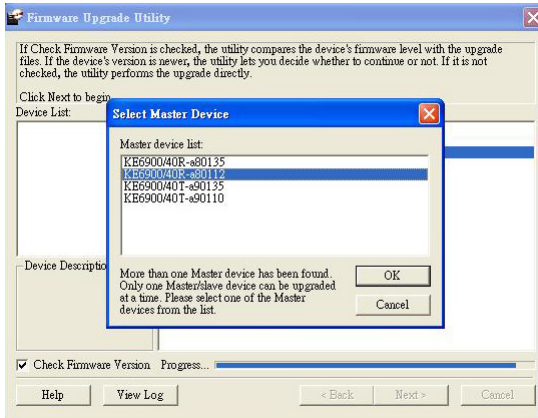 Firmware Upgrade Utility
If Check Firmware Version is checked, the utility compares the device's firmware level with the upgrade
files. If the device's version is newer, the utility lets you decide whether to continue or not. If it is not
checked, the utility performs the upgrade directly.
Click Next to begin
Device List:
Select Master Device
Master device list:
KE6900/40R-a80135
KE6900/40R-a80112
KE6900/40T-a90135
KE6900/40T-a90110
More than one Master device has been found.
Only one Master/slave device can be upgraded
at a time. Please select one of the Master
devices from the list.
OK
Cancel
Device Descriptio
Check Firmware Version Progress...
Help View Log < Back Next > Cancel